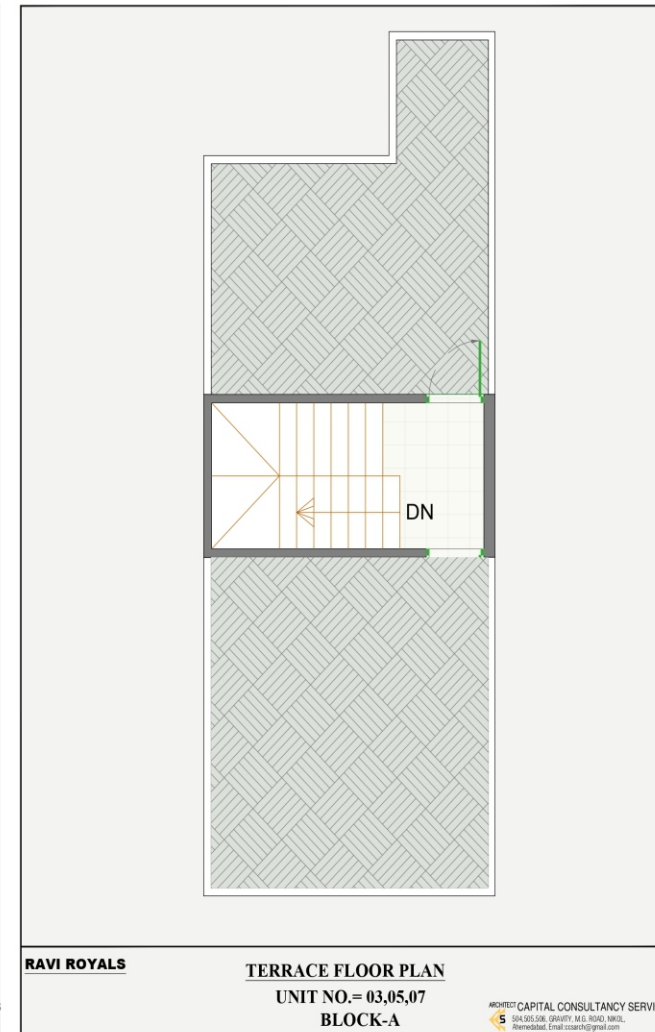 DN
RAVI ROYALS
TERRACE FLOOR PLAN
UNIT NO.= 03,05,07
BLOCK-A
ARCHITECT CAPITAL CONSULTANCY SERVI
504,505,506, GRAVITY, M.G. ROAD, NIKOL,
Ahemedabad, Email:ccsarch@gmail.com